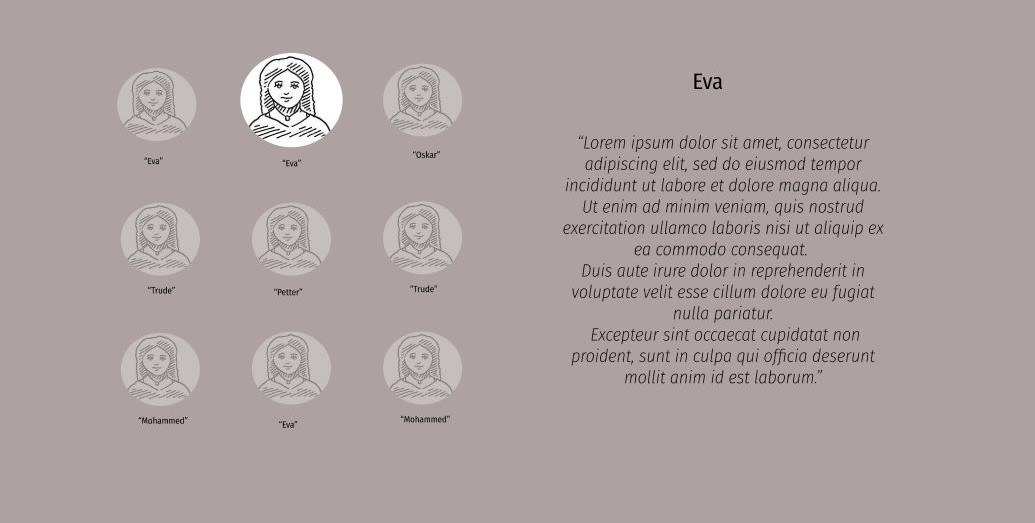 "Eva"
"Eva"
"Oskar"
"Trude"
"Petter"
"Trude"
"Mohammed"
"Eva"
"Mohammed"
Eva
“Lorem ipsum dolor sit amet, consectetur
adipiscing elit, sed do eiusmod tempor
incididunt ut labore et dolore magna aliqua.
Ut enim ad minim veniam, quis nostrud
exercitation ullamco laboris nisi ut aliquip ex
ea commodo consequat.
Duis aute irure dolor in reprehenderit in
voluptate velit esse cillum dolore eu fugiat
nulla pariatur.
Excepteur sint occaecat cupidatat non
proident, sunt in culpa qui officia deserunt
mollit anim id est laborum.”